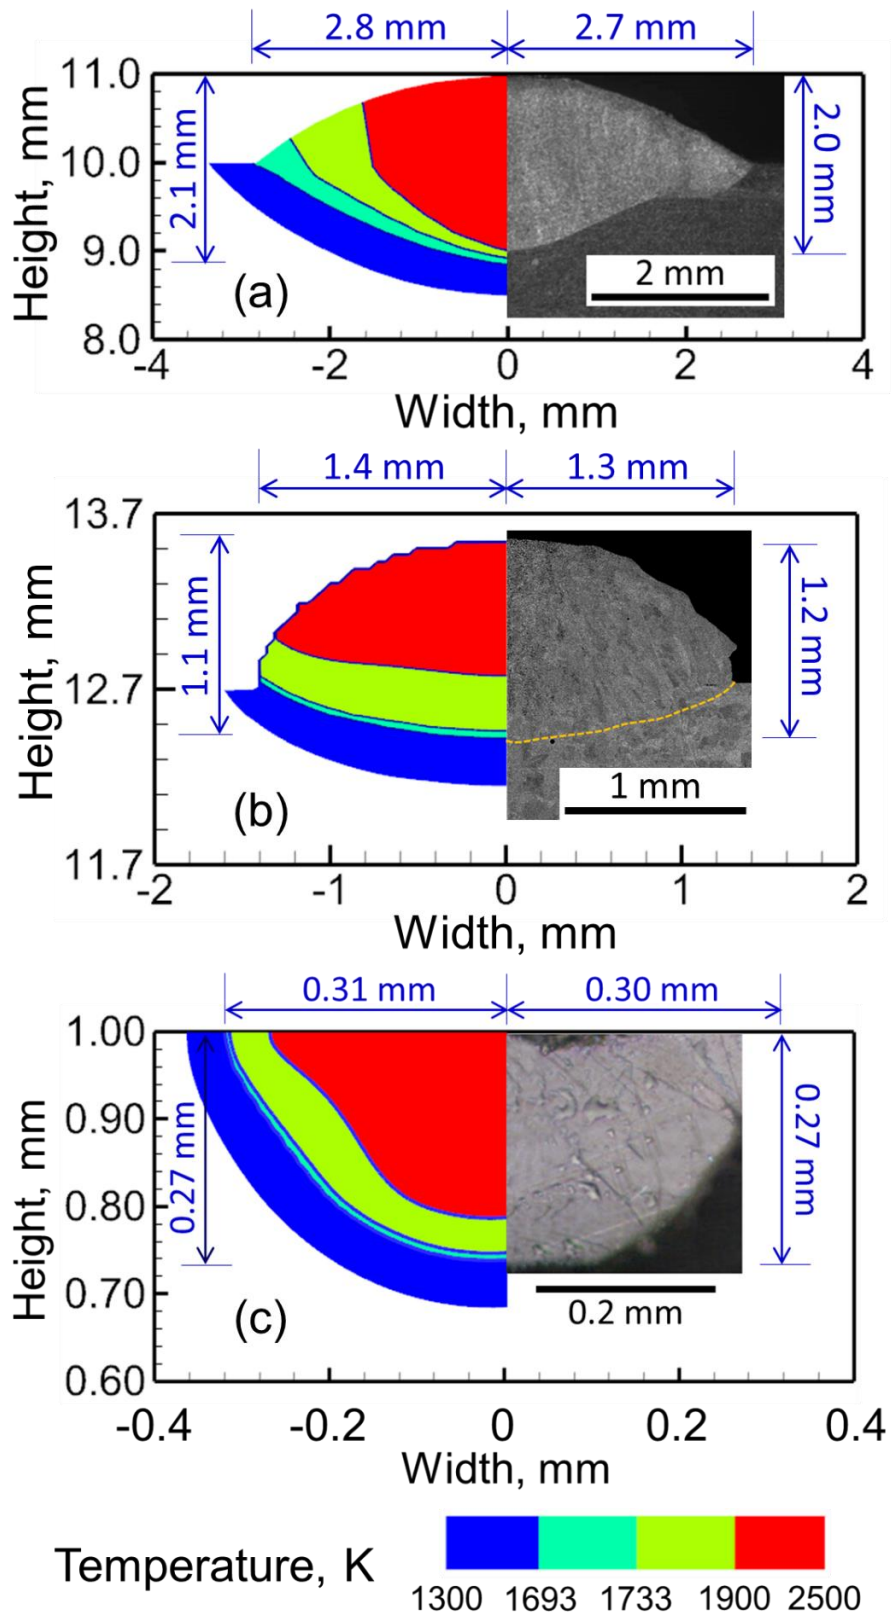 2.8 mm 2.7 mm
11.0
10.0
9.0
8.0
Height, mm
2.1 mm
2.0 mm
(a)
2 mm
-4 -2 0 2 4
Width, mm
1.4 mm 1.3 mm
13.7
12.7
11.7
Height, mm
1.1 mm
1.2 mm
(b)
1 mm
-2 -1 0 1 2
Width, mm
0.31 mm 0.30 mm
1.00
0.90
0.80
0.70
0.60
Height, mm
0.27 mm
0.27 mm
(c)
0.2 mm
-0.4 -0.2 0 0.2 0.4
Width, mm
Temperature, K
1300 1693 1733 1900 2500